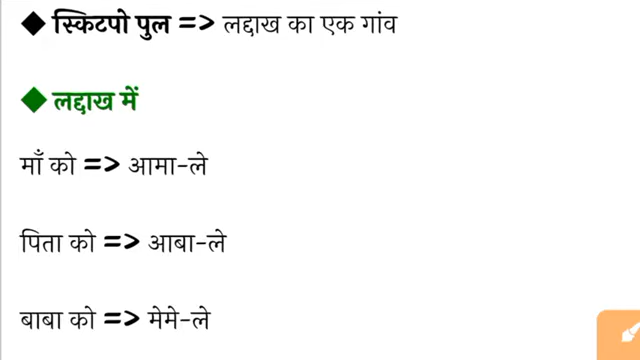 ◆ स्किटपो पुल => लद्दाख का एक गांव
◆ लद्दाख में
माँ को => आमा-ले
पिता को => आबा-ले
बाबा को => मेमे-ले